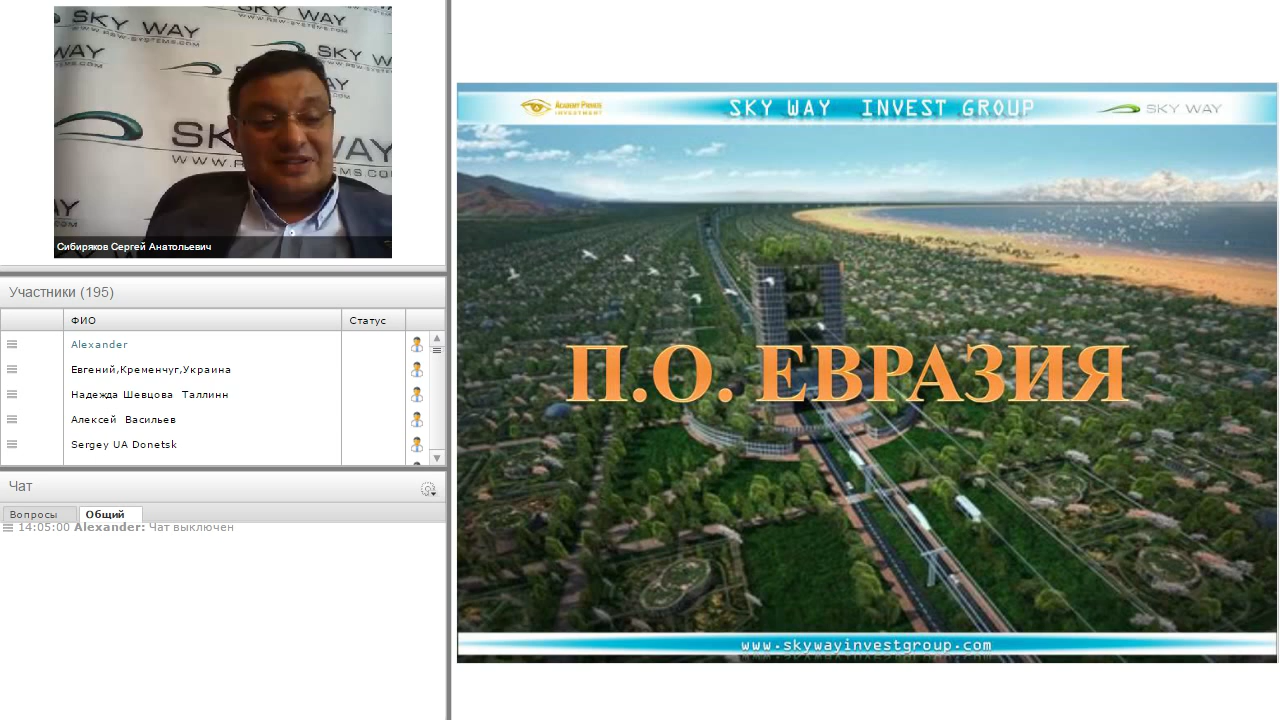 SKY WAY
WWW.RSW-SYSTEMS.COM
SKY WAY
Сибиряков Сергей Анатольевич
Участники (195)
ФИО
Статус
Alexander
Евгений,Кременчуг,Украина
Надежда Шевцова Таллинн
Алексей Васильев
Sergey UA Donetsk
Чат
Вопросы
Общий
14:05:00 Alexander: Чат выключен
INVESTMENT
SKY WAY INVEST GROUP
SKY WAY
П.О. ЕВРАЗИЯ
www.skywayinvestgroup.com